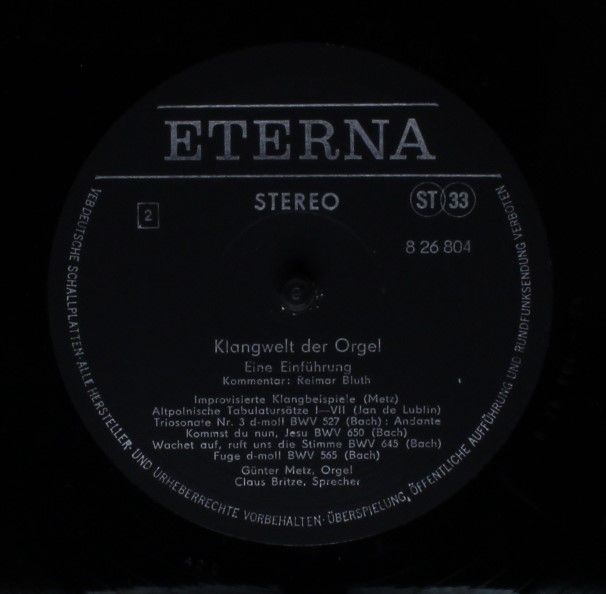 ETERNA
STEREO
ST 33
2
8 26 804
Klangwelt der Orgel
Eine Einführung
Kommentar: Reimar Bluth
Improvisierte Klangbeispiele (Metz)
Altpolnische Tabulatursätze I—VII (Jan de Lublin)
Triosonate Nr. 3 d-moll BWV 527 (Bach): Andante
Kommst du nun, Jesu BWV 650 (Bach)
Wachet auf, ruft uns die Stimme BWV 645 (Bach)
Fuge d-moll BWV 565 (Bach)
Günter Metz, Orgel
Claus Britze, Sprecher
VEB DEUTSCHE SCHALLPLATTEN · ALLE HERSTELLER- UND URHEBERRECHTE VORBEHALTEN · ÜBERSPIELUNG, ÖFFENTLICHE AUFFÜHRUNG UND RUNDFUNKSENDUNG VERBOTEN